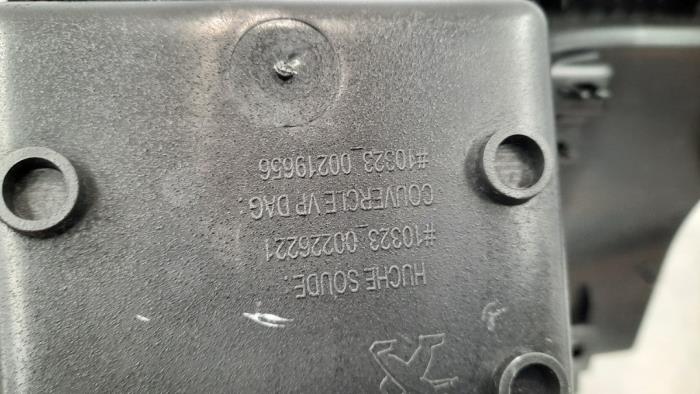 HUCHE SOUDE :
#10323_00226221
COUVERCLE VP DAG :
#10323_00219656